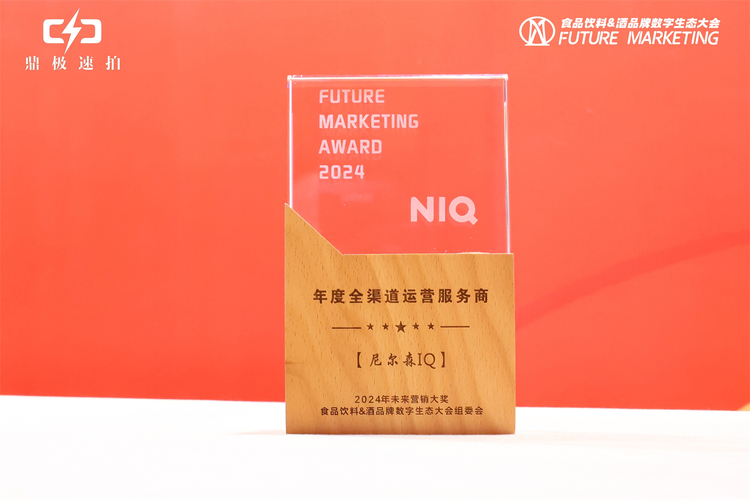 鼎极速拍
食品饮料&酒品牌数字生态大会
FUTURE MARKETING
FUTURE
MARKETING
AWARD
2024
NIQ
年度全渠道运营服务商
【尼尔森IQ】
2024年未来营销大奖
食品饮料&酒品牌数字生态大会组委会